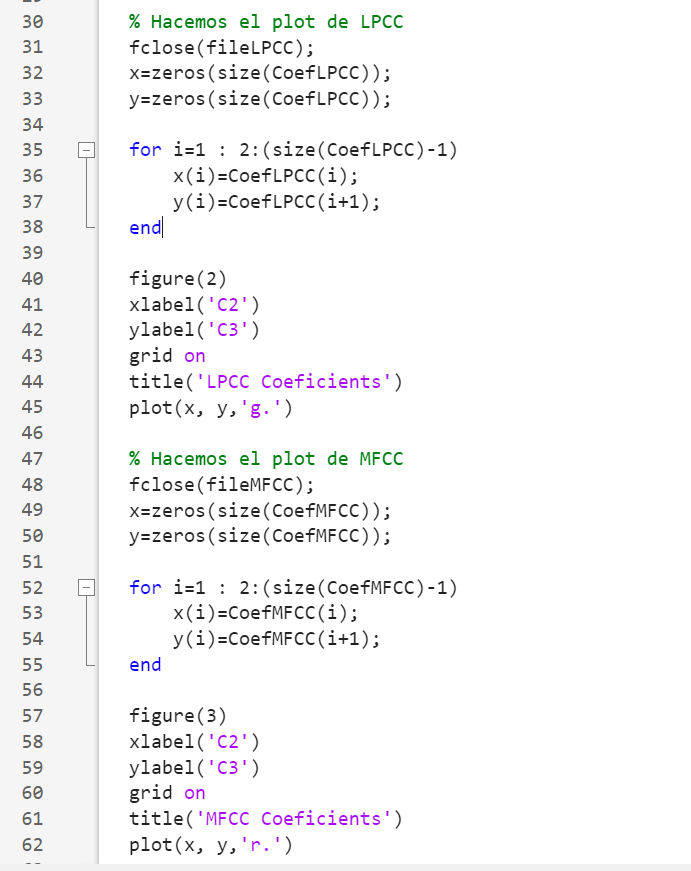 30 % Hacemos el plot de LPCC
31 fclose(fileLPCC);
32 x=zeros(size(CoefLPCC));
33 y=zeros(size(CoefLPCC));
34
35 for i=1 : 2:(size(CoefLPCC)-1)
36 x(i)=CoefLPCC(i);
37 y(i)=CoefLPCC(i+1);
38 end
39
40 figure(2)
41 xlabel('C2')
42 ylabel('C3')
43 grid on
44 title('LPCC Coeficients')
45 plot(x, y,'g.')
46
47 % Hacemos el plot de MFCC
48 fclose(fileMFCC);
49 x=zeros(size(CoefMFCC));
50 y=zeros(size(CoefMFCC));
51
52 for i=1 : 2:(size(CoefMFCC)-1)
53 x(i)=CoefMFCC(i);
54 y(i)=CoefMFCC(i+1);
55 end
56
57 figure(3)
58 xlabel('C2')
59 ylabel('C3')
60 grid on
61 title('MFCC Coeficients')
62 plot(x, y,'r.')